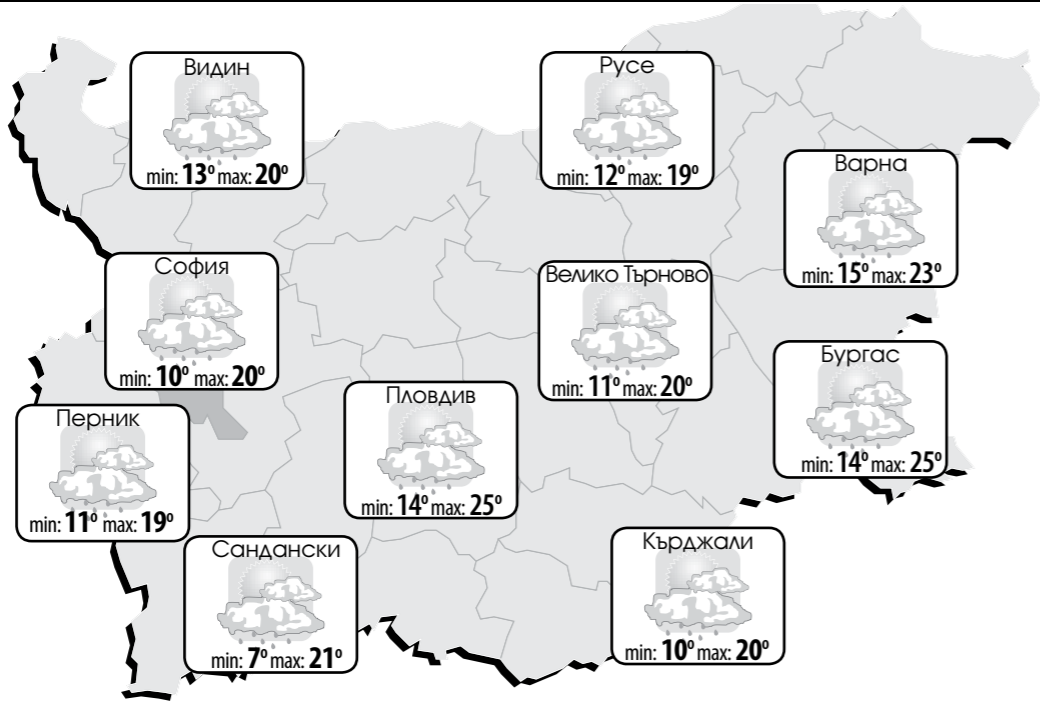 Видин
min: 13° max: 20°
Русе
min: 12° max: 19°
Варна
min: 15° max: 23°
София
min: 10° max: 20°
Велико Търново
min: 11° max: 20°
Бургас
min: 14° max: 25°
Пловдив
min: 14° max: 25°
Перник
min: 11° max: 19°
Сандански
min: 7° max: 21°
Кърджали
min: 10° max: 20°